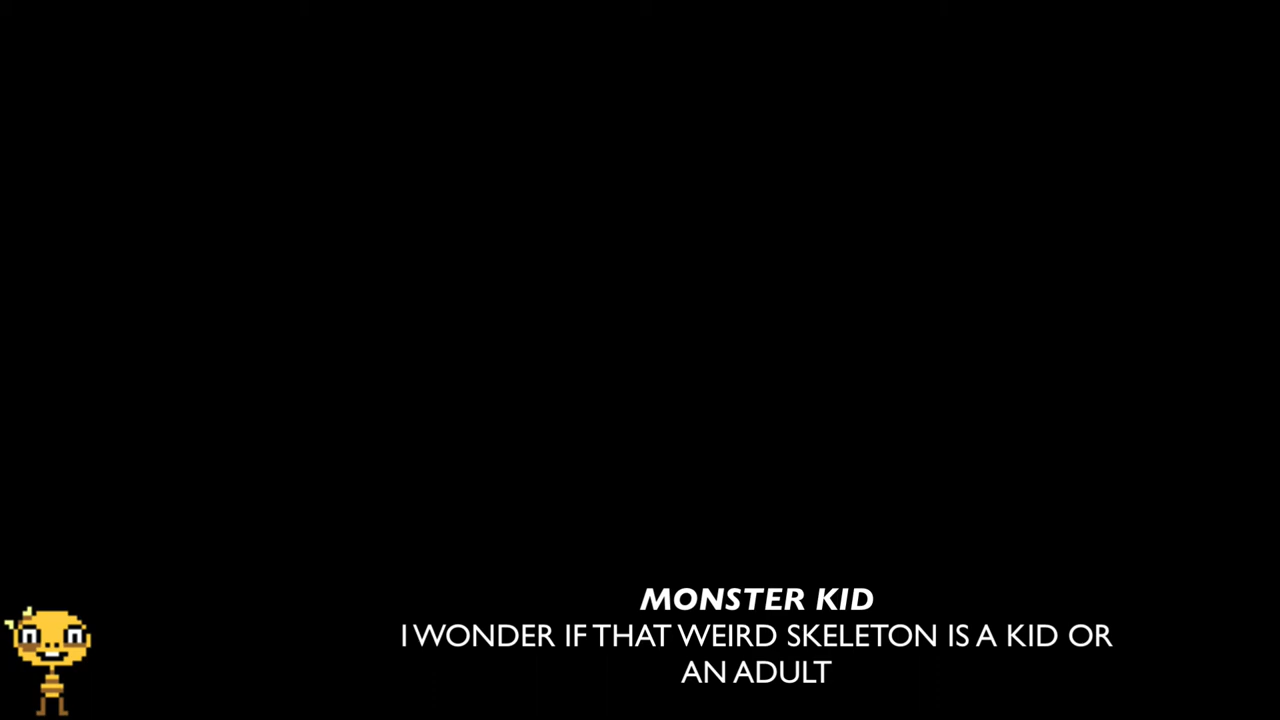 MONSTER KID
I WONDER IF THAT WEIRD SKELETON IS A KID OR
AN ADULT